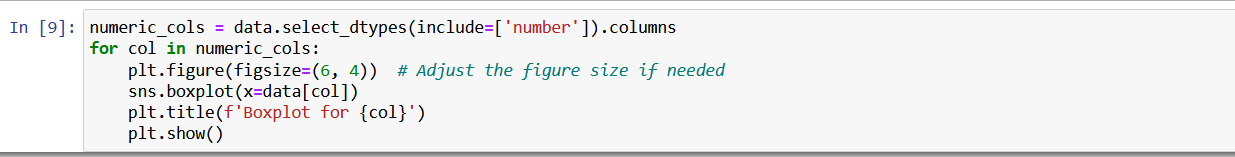 In [9]: numeric_cols = data.select_dtypes(include=['number']).columns
for col in numeric_cols:
    plt.figure(figsize=(6, 4))  # Adjust the figure size if needed
    sns.boxplot(x=data[col])
    plt.title(f'Boxplot for {col}')
    plt.show()